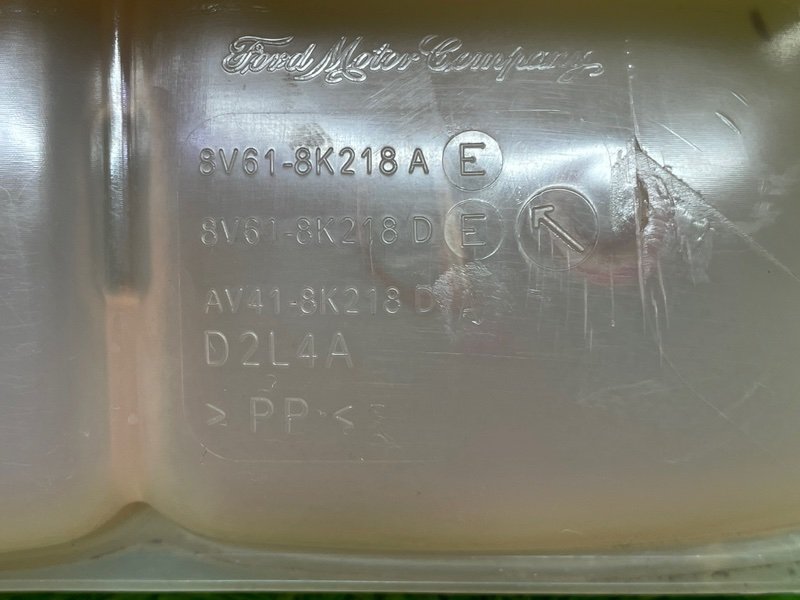 Ford Motor Company
8V61-8K218 A E
8V61-8K218 D E
AV41-8K218 D
D2L4A
>PP<